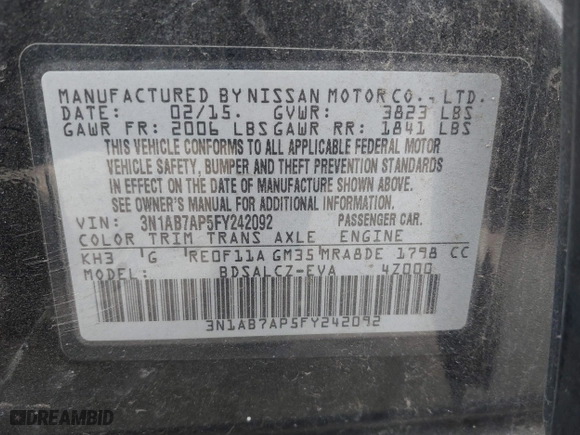 MANUFACTURED BY NISSAN MOTOR CO., LTD.
DATE: 02/15. GVWR: 3823 LBS
GAWR FR: 2006 LBS GAWR RR: 1841 LBS
THIS VEHICLE CONFORMS TO ALL APPLICABLE FEDERAL MOTOR
VEHICLE SAFETY, BUMPER AND THEFT PREVENTION STANDARDS
IN EFFECT ON THE DATE OF MANUFACTURE SHOWN ABOVE.
SEE OWNER'S MANUAL FOR ADDITIONAL INFORMATION.
VIN: 3N1AB7AP5FY242092 PASSENGER CAR.
COLOR TRIM TRANS AXLE ENGINE
KH3 G RE0F11A GM35 MRA8DE 1798 CC
MODEL: BDSALCZ-EVA 4Z000
3N1AB7AP5FY242092
DREAMBID